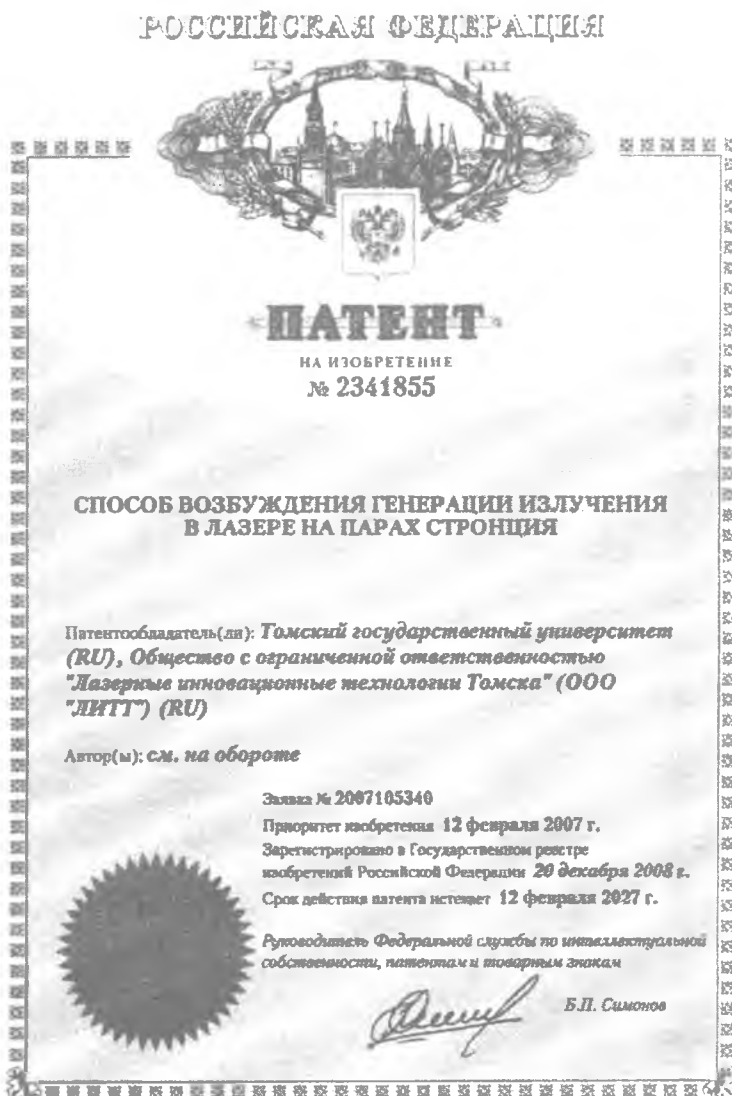 РОССИЙСКАЯ ФЕДЕРАЦИЯ
ПАТЕНТ
НА ИЗОБРЕТЕНИЕ
№ 2341855
СПОСОБ ВОЗБУЖДЕНИЯ ГЕНЕРАЦИИ ИЗЛУЧЕНИЯ
В ЛАЗЕРЕ НА ПАРАХ СТРОНЦИЯ
Патентообладатель(ли): Томский государственный университет
(RU), Общество с ограниченной ответственностью
"Лазерные инновационные технологии Томска" (ООО
"ЛИТТ") (RU)
Автор(ы): см. на обороте
Заявка № 2007105340
Приоритет изобретения 12 февраля 2007 г.
Зарегистрировано в Государственном реестре
изобретений Российской Федерации 20 декабря 2008 г.
Срок действия патента истекает 12 февраля 2027 г.
Руководитель Федеральной службы по интеллектуальной
собственности, патентам и товарным знакам
Б.П. Симонов